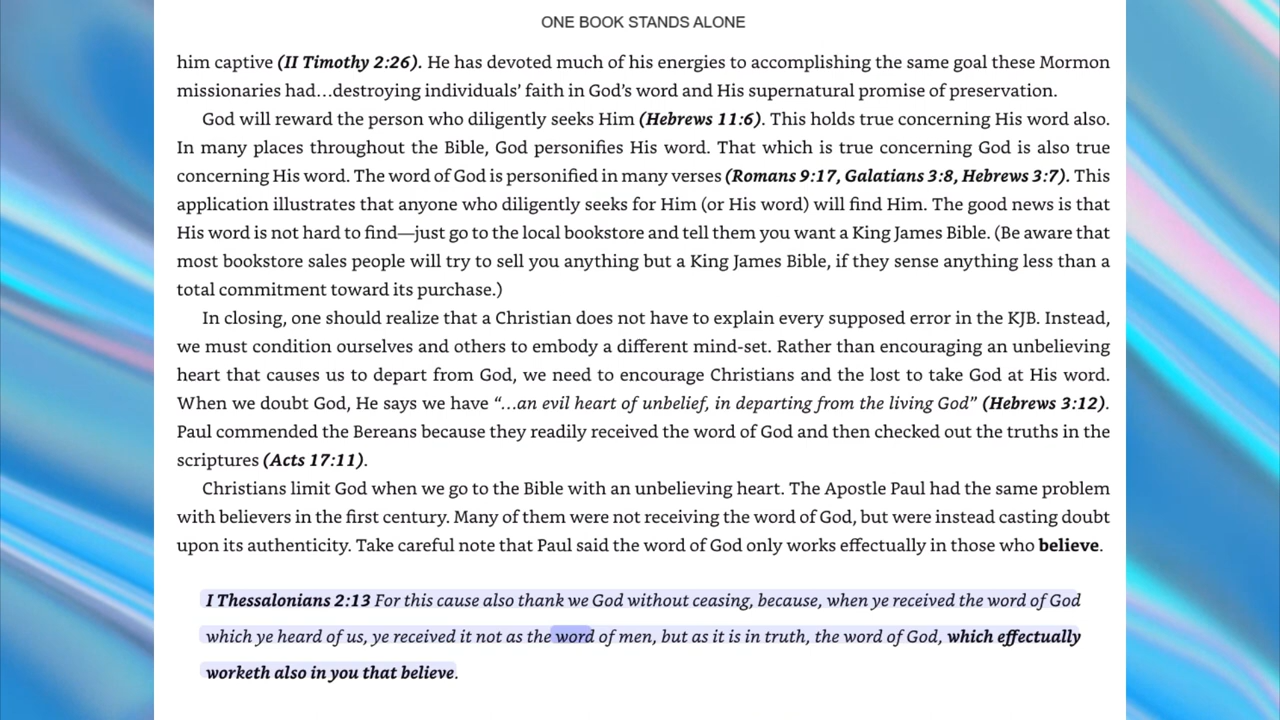 ONE BOOK STANDS ALONE
him captive (II Timothy 2:26). He has devoted much of his energies to accomplishing the same goal these Mormon
missionaries had…destroying individuals’ faith in God’s word and His supernatural promise of preservation.
God will reward the person who diligently seeks Him (Hebrews 11:6). This holds true concerning His word also.
In many places throughout the Bible, God personifies His word. That which is true concerning God is also true
concerning His word. The word of God is personified in many verses (Romans 9:17, Galatians 3:8, Hebrews 3:7). This
application illustrates that anyone who diligently seeks for Him (or His word) will find Him. The good news is that
His word is not hard to find—just go to the local bookstore and tell them you want a King James Bible. (Be aware that
most bookstore sales people will try to sell you anything but a King James Bible, if they sense anything less than a
total commitment toward its purchase.)
In closing, one should realize that a Christian does not have to explain every supposed error in the KJB. Instead,
we must condition ourselves and others to embody a different mind-set. Rather than encouraging an unbelieving
heart that causes us to depart from God, we need to encourage Christians and the lost to take God at His word.
When we doubt God, He says we have “…an evil heart of unbelief, in departing from the living God” (Hebrews 3:12).
Paul commended the Bereans because they readily received the word of God and then checked out the truths in the
scriptures (Acts 17:11).
Christians limit God when we go to the Bible with an unbelieving heart. The Apostle Paul had the same problem
with believers in the first century. Many of them were not receiving the word of God, but were instead casting doubt
upon its authenticity. Take careful note that Paul said the word of God only works effectually in those who believe.
I Thessalonians 2:13 For this cause also thank we God without ceasing, because, when ye received the word of God
which ye heard of us, ye received it not as the word of men, but as it is in truth, the word of God, which effectually
worketh also in you that believe.